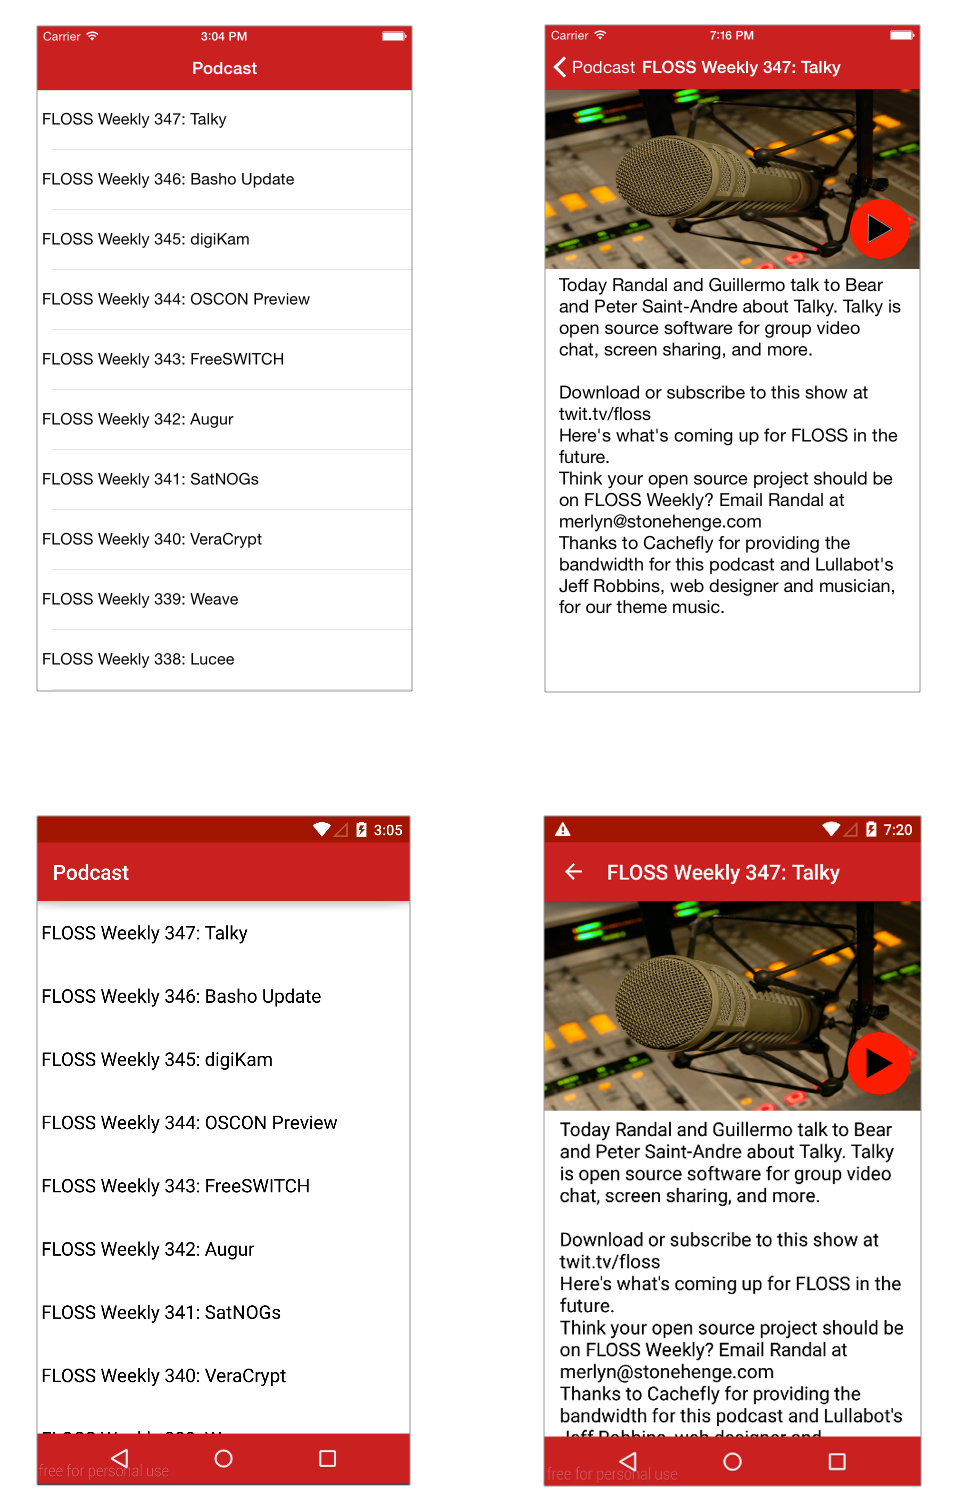 Carrier 3:04 PM
Podcast
FLOSS Weekly 347: Talky
FLOSS Weekly 346: Basho Update
FLOSS Weekly 345: digiKam
FLOSS Weekly 344: OSCON Preview
FLOSS Weekly 343: FreeSWITCH
FLOSS Weekly 342: Augur
FLOSS Weekly 341: SatNOGs
FLOSS Weekly 340: VeraCrypt
FLOSS Weekly 339: Weave
FLOSS Weekly 338: Lucee
Carrier 7:16 PM
Podcast FLOSS Weekly 347: Talky
Today Randal and Guillermo talk to Bear
and Peter Saint-Andre about Talky. Talky is
open source software for group video
chat, screen sharing, and more.
Download or subscribe to this show at
twit.tv/floss
Here's what's coming up for FLOSS in the
future.
Think your open source project should be
on FLOSS Weekly? Email Randal at
merlyn@stonehenge.com
Thanks to Cachefly for providing the
bandwidth for this podcast and Lullabot's
Jeff Robbins, web designer and musician,
for our theme music.
3:05
Podcast
FLOSS Weekly 347: Talky
FLOSS Weekly 346: Basho Update
FLOSS Weekly 345: digiKam
FLOSS Weekly 344: OSCON Preview
FLOSS Weekly 343: FreeSWITCH
FLOSS Weekly 342: Augur
FLOSS Weekly 341: SatNOGs
FLOSS Weekly 340: VeraCrypt
free for personal use
7:20
FLOSS Weekly 347: Talky
Today Randal and Guillermo talk to Bear
and Peter Saint-Andre about Talky. Talky
is open source software for group video
chat, screen sharing, and more.
Download or subscribe to this show at
twit.tv/floss
Here's what's coming up for FLOSS in the
future.
Think your open source project should be
on FLOSS Weekly? Email Randal at
merlyn@stonehenge.com
Thanks to Cachefly for providing the
bandwidth for this podcast and Lullabot's
Jeff Robbins, web designer and
free for personal use